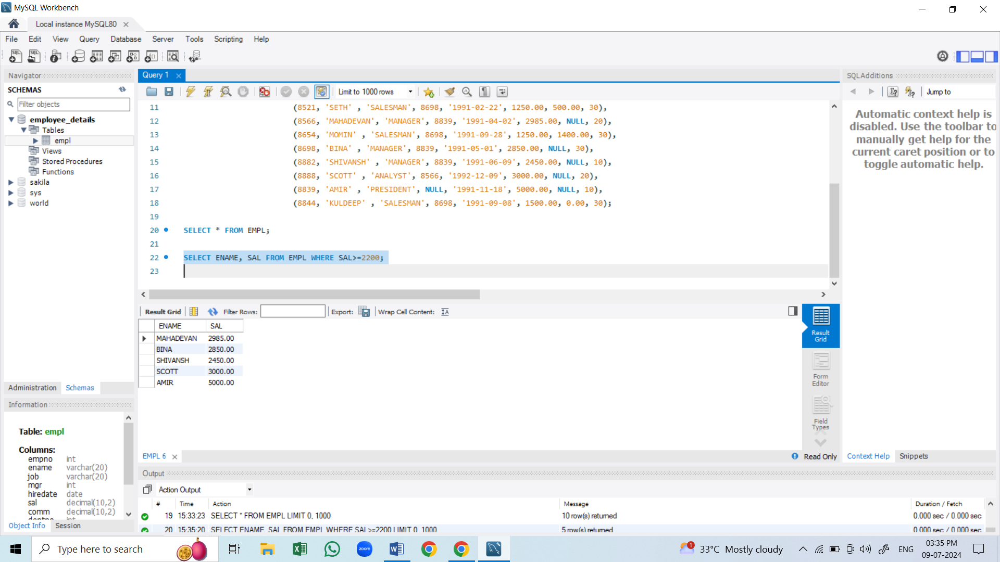 MySQL Workbench
Local instance MySQL80
File Edit View Query Database Server Tools Scripting Help
Navigator
SCHEMAS
Filter objects
employee_details
Tables
empl
Views
Stored Procedures
Functions
sakila
sys
world
Administration Schemas
Information
Table: empl
Columns:
empno int
ename varchar(20)
job varchar(20)
mgr int
hiredate date
sal decimal(10,2)
comm decimal(10,2)
Object Info Session
Query 1
Limit to 1000 rows
11 (8521, 'SETH' , 'SALESMAN', 8698, '1991-02-22', 1250.00, 500.00, 30),
12 (8566, 'MAHADEVAN', 'MANAGER', 8839, '1991-04-02', 2985.00, NULL, 20),
13 (8654, 'MOMIN' , 'SALESMAN', 8698, '1991-09-28', 1250.00, 1400.00, 30),
14 (8698, 'BINA' , 'MANAGER', 8839, '1991-05-01', 2850.00, NULL, 30),
15 (8882, 'SHIVANSH' , 'MANAGER', 8839, '1991-06-09', 2450.00, NULL, 10),
16 (8888, 'SCOTT' , 'ANALYST', 8566, '1992-12-09', 3000.00, NULL, 20),
17 (8839, 'AMIR' , 'PRESIDENT', NULL, '1991-11-18', 5000.00, NULL, 10),
18 (8844, 'KULDEEP' , 'SALESMAN', 8698, '1991-09-08', 1500.00, 0.00, 30);
19
20 SELECT * FROM EMPL;
21
22 SELECT ENAME, SAL FROM EMPL WHERE SAL>=2200;
23
Result Grid Filter Rows: Export: Wrap Cell Content:
ENAME SAL
MAHADEVAN 2985.00
BINA 2850.00
SHIVANSH 2450.00
SCOTT 3000.00
AMIR 5000.00
Result Grid
Form Editor
Field Types
EMPL 6
Read Only
Output
Action Output
# Time Action Message Duration / Fetch
19 15:33:23 SELECT * FROM EMPL LIMIT 0, 1000 10 row(s) returned 0.000 sec / 0.000 sec
20 15:35:20 SELECT ENAME, SAL FROM EMPL WHERE SAL>=2200 LIMIT 0, 1000 5 row(s) returned 0.000 sec / 0.000 sec
SQLAdditions
Jump to
Automatic context help is
disabled. Use the toolbar to
manually get help for the
current caret position or to
toggle automatic help.
Context Help Snippets
Type here to search
zoom
1
33°C Mostly cloudy
ENG
03:35 PM
09-07-2024